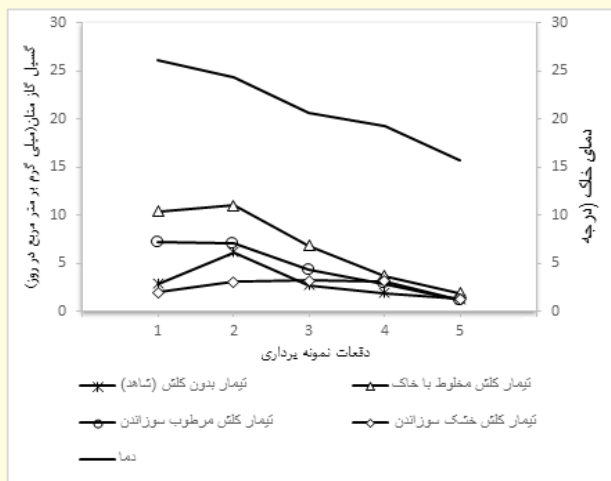 گسیل گاز متان(میلی گرم بر متر مربع در روز)
30
25
20
15
10
5
0
30
25
20
15
10
5
0
دمای خاک (درجه
1 2 3 4 5
دفعات نمونه پرداری
تیمار کلش مخلوط با خاک
تیمار بدون کلش (شاهد)
تیمار کلش خشک سوزاندن
تیمار کلش مرطوب سوزاندن
دما